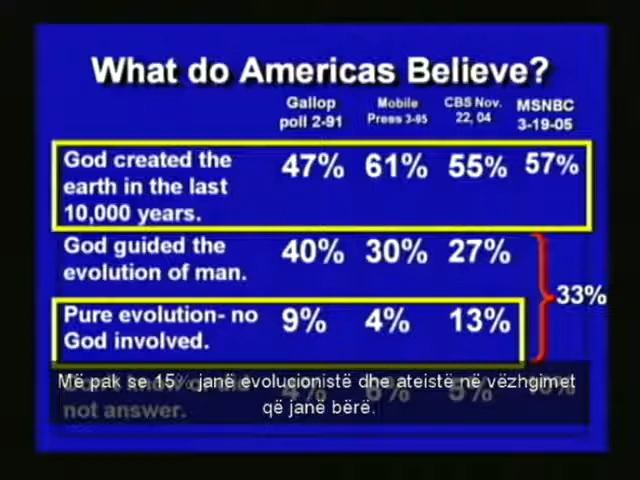 What do Americas Believe?
Gallop poll 2-91
Mobile Press 3-95
CBS Nov. 22, 04
MSNBC 3-19-05
God created the earth in the last 10,000 years. 47% 61% 55% 57%
God guided the evolution of man. 40% 30% 27%
33%
Pure evolution- no God involved. 9% 4% 13%
not answer. 5%
Më pak se 15% janë evolucionistë dhe ateistë në vëzhgimet
që janë bërë.